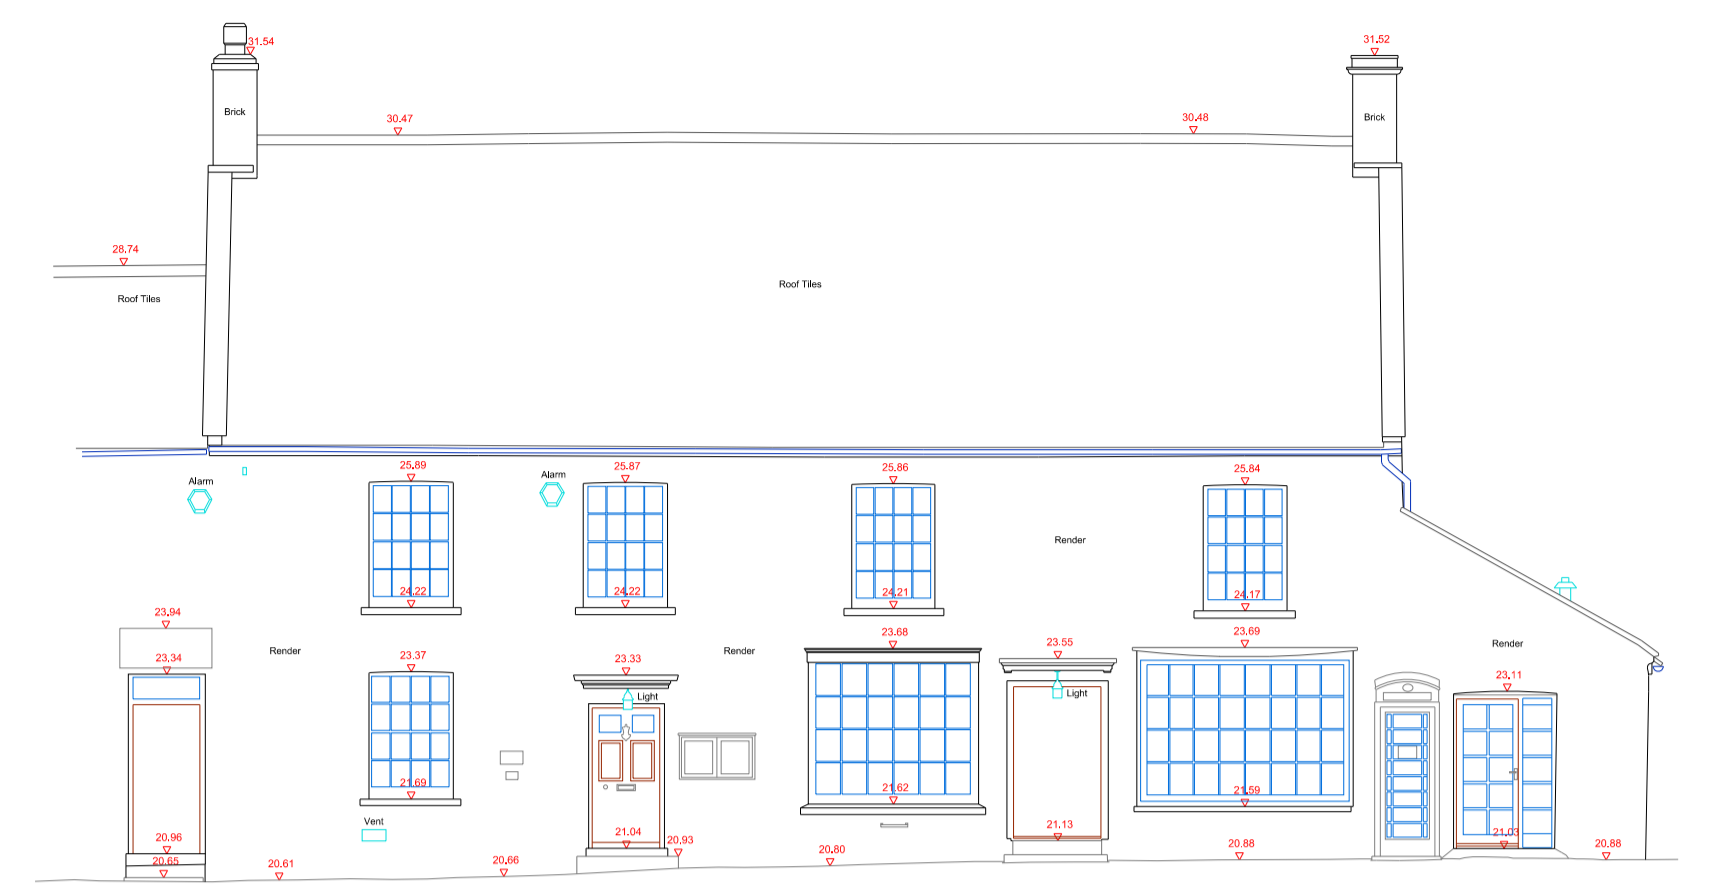 31.54
31.52
Brick
Brick
30.47
30.48
28.74
Roof Tiles
Roof Tiles
25.89
25.87
25.86
25.84
Alarm
Alarm
Render
24.22
24.22
24.21
24.17
23.94
23.34
Render
23.37
23.33
Render
23.68
23.55
23.69
Render
23.11
Light
Light
21.69
21.62
21.59
Vent
20.96
20.65
20.61
20.66
21.04
20.93
20.80
21.13
20.88
21.03
20.88